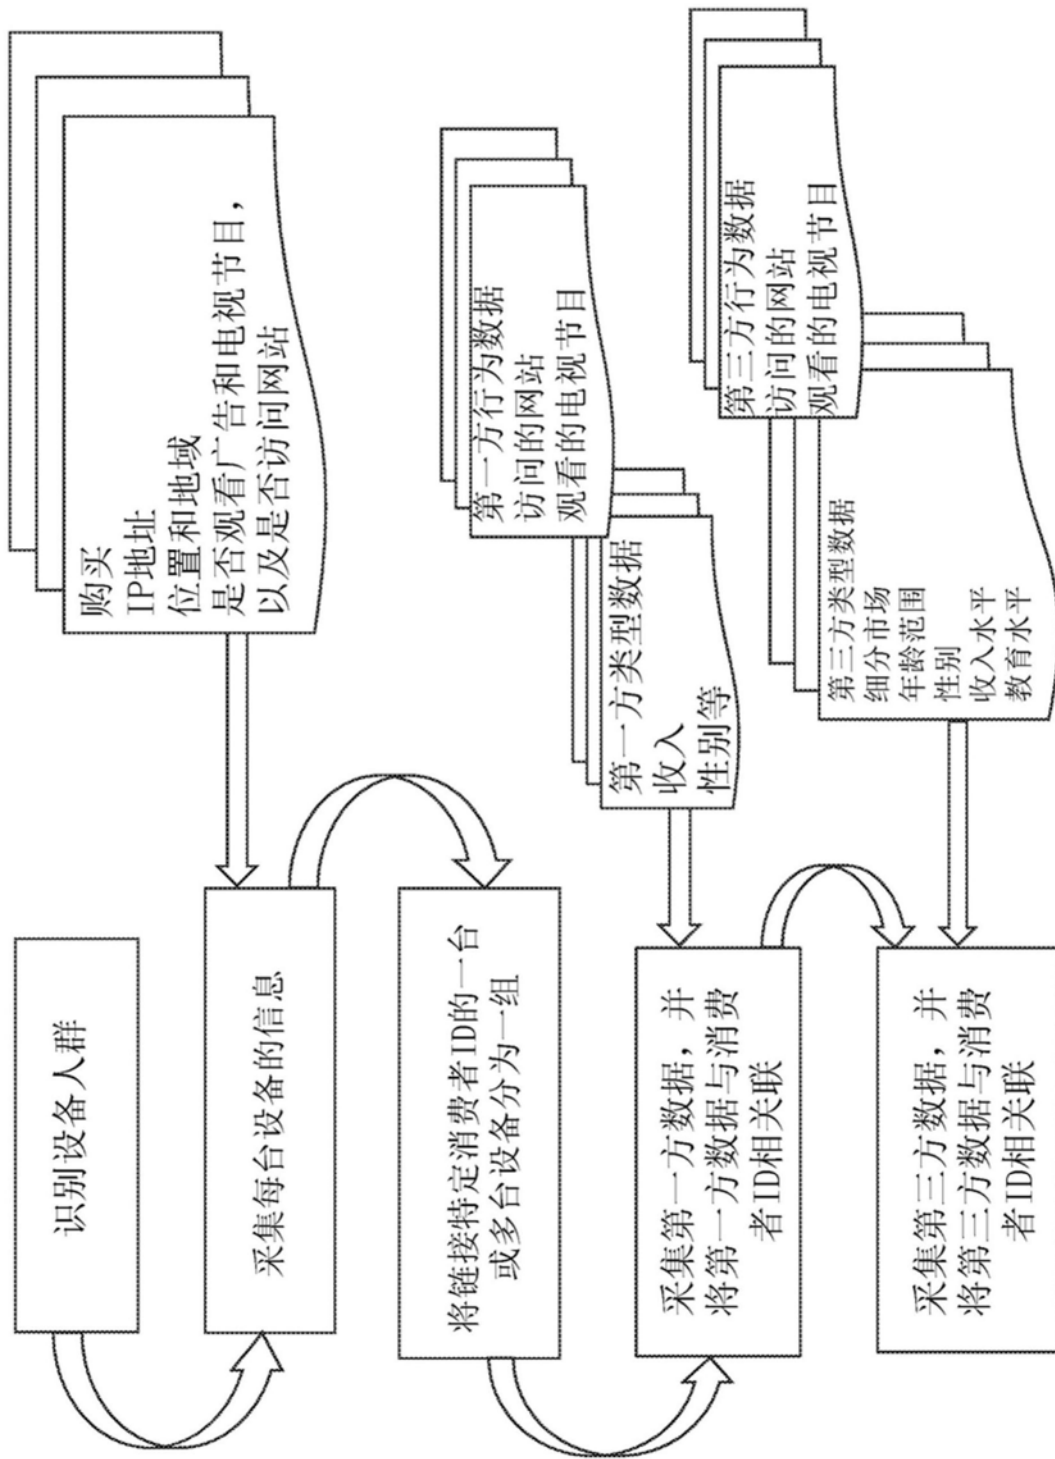 识别设备人群
采集每台设备的信息
购买
IP地址
位置和地域
是否观看广告和电视节目，
以及是否访问网站
将链接特定消费者ID的一台
或多台设备分为一组
采集第一方数据，并
将第一方数据与消费
者ID相关联
第一方类型数据
收入
性别等
第一方行为数据
访问的网站
观看的电视节目
采集第三方数据，并
将第三方数据与消费
者ID相关联
第三方类型数据
细分市场
年龄范围
性别
收入水平
教育水平
第三方行为数据
访问的网站
观看的电视节目